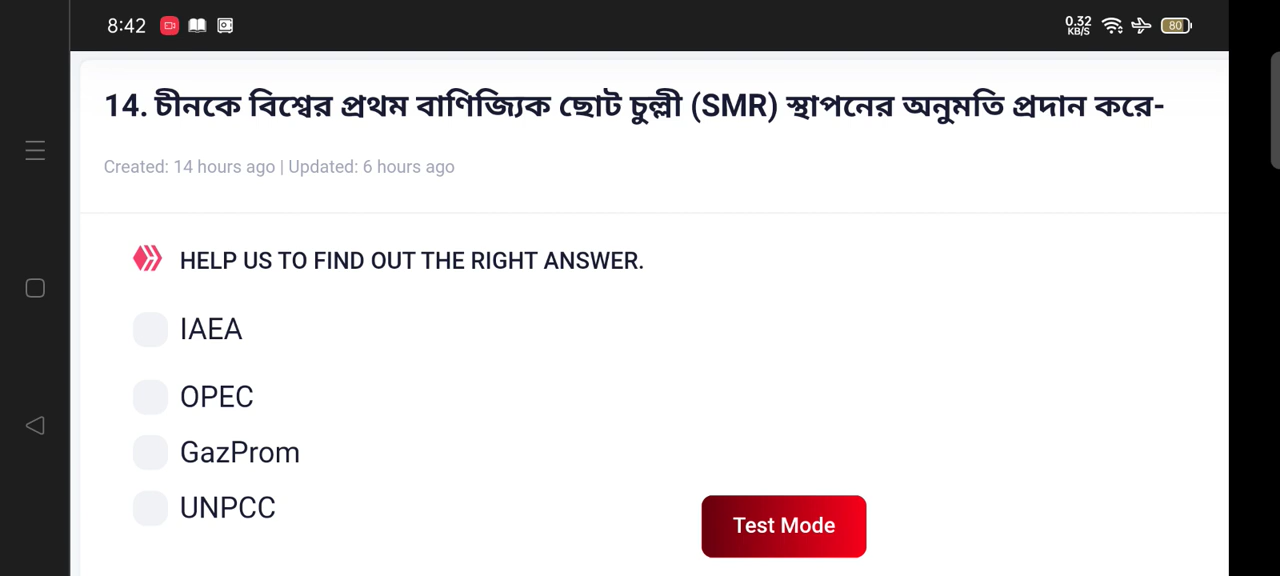 8:42
0.32
KB/S
80
14. চীনকে বিশ্বের প্রথম বাণিজ্যিক ছোট চুল্লী (SMR) স্থাপনের অনুমতি প্রদান করে-
Created: 14 hours ago | Updated: 6 hours ago
HELP US TO FIND OUT THE RIGHT ANSWER.
IAEA
OPEC
GazProm
UNPCC
Test Mode